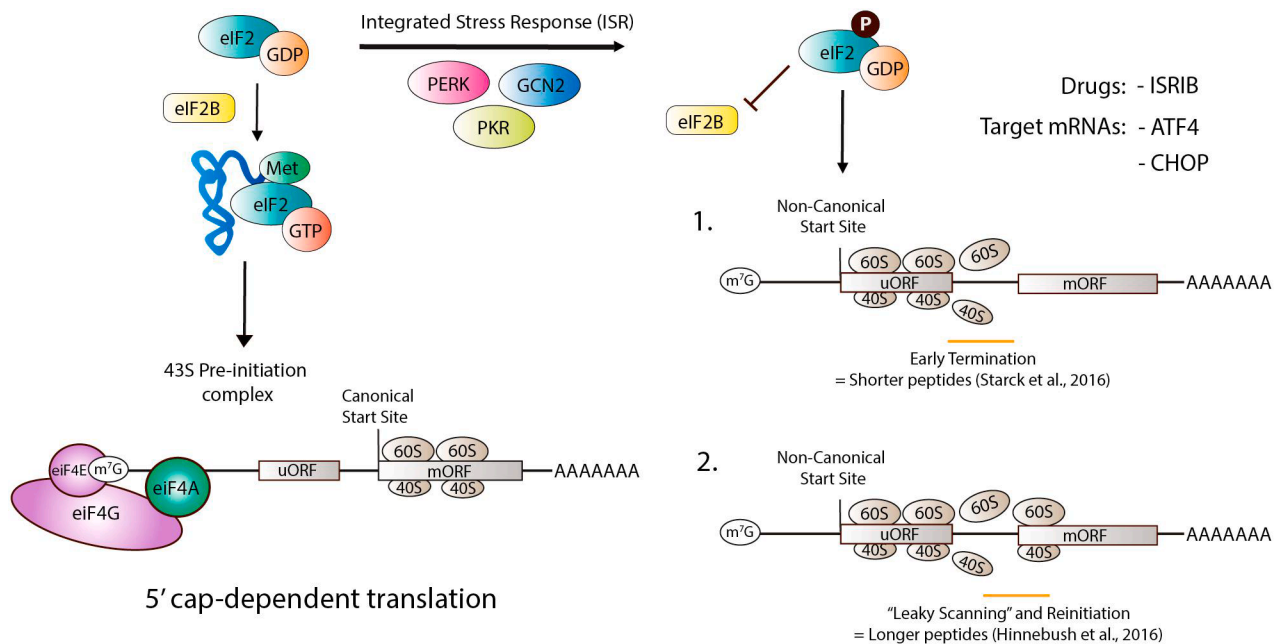 eIF2
GDP
eIF2B
Met
eIF2
GTP
43S Pre-initiation
complex
Canonical
Start Site
eiF4E
m⁷G
eiF4A
eiF4G
uORF
60S
60S
mORF
40S
40S
AAAAAAA
5′ cap-dependent translation
Integrated Stress Response (ISR)
PERK
GCN2
PKR
P
eIF2
GDP
eIF2B
Drugs: - ISRIB
Target mRNAs: - ATF4
- CHOP
1.
Non-Canonical
Start Site
m⁷G
60S
60S
60S
uORF
40S
40S
40S
mORF
AAAAAAA
Early Termination
= Shorter peptides (Starck et al., 2016)
2.
Non-Canonical
Start Site
m⁷G
60S
60S
60S
60S
uORF
40S
40S
40S
mORF
40S
AAAAAAA
“Leaky Scanning” and Reinitiation
= Longer peptides (Hinnebush et al., 2016)